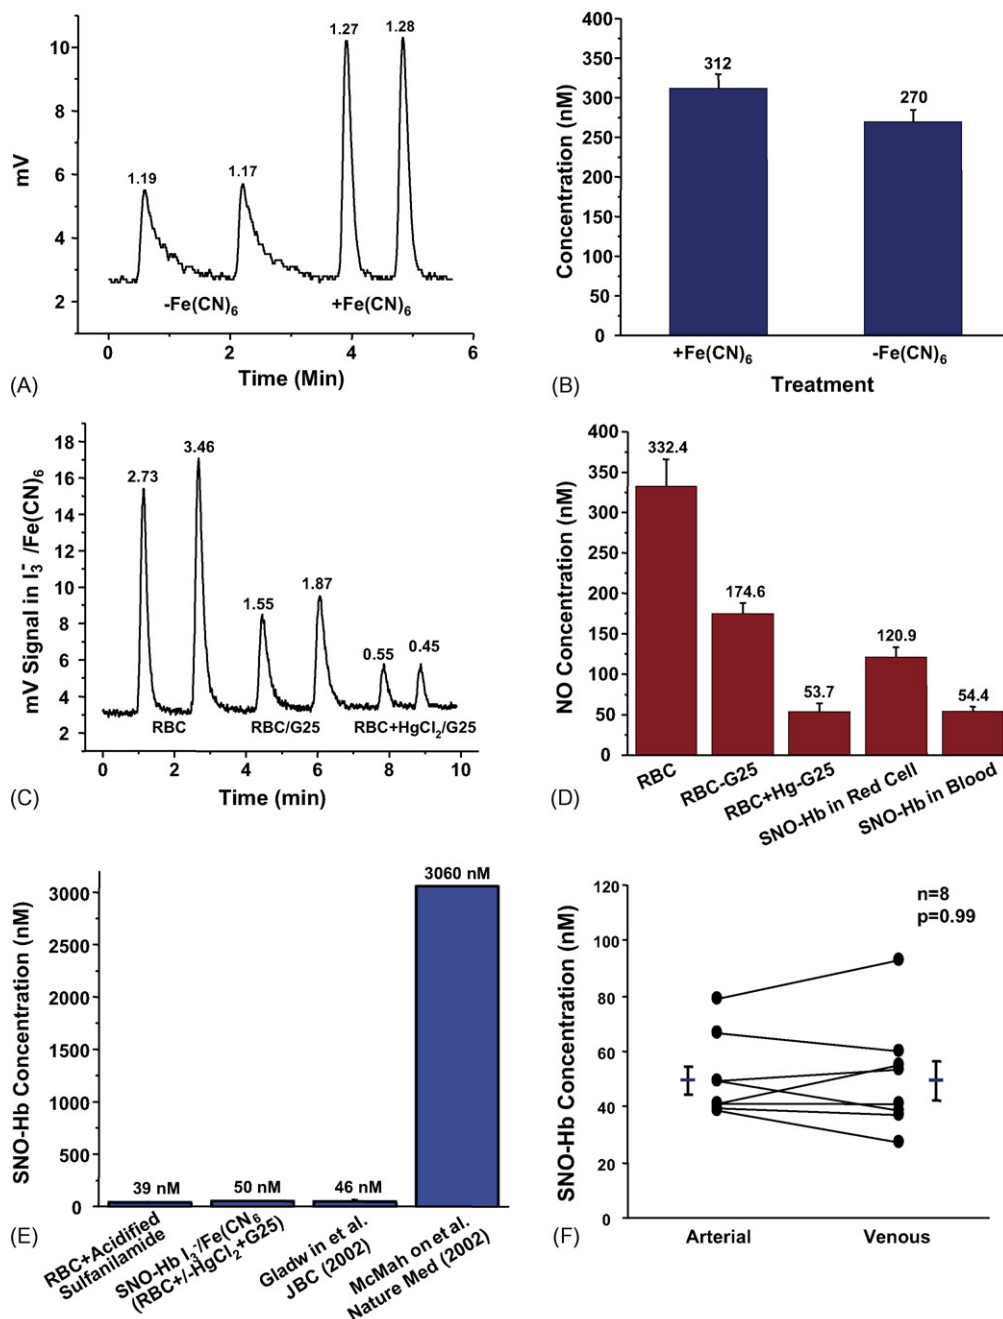 1.19
1.17
1.27
1.28
10
8
6
4
2
mV
-Fe(CN)6
+Fe(CN)6
0
2
4
6
Time (Min)
(A)
400
350
300
250
200
150
100
50
0
Concentration (nM)
312
270
+Fe(CN)6
-Fe(CN)6
Treatment
(B)
18
16
14
12
10
8
6
4
2
mV Signal in I3-/Fe(CN)6
2.73
3.46
1.55
1.87
0.55
0.45
RBC
RBC/G25
RBC+HgCl2/G25
0
2
4
6
8
10
Time (min)
(C)
400
350
300
250
200
150
100
50
0
NO Concentration (nM)
332.4
174.6
53.7
120.9
54.4
RBC
RBC-G25
RBC+Hg-G25
SNO-Hb in Red Cell
SNO-Hb in Blood
(D)
3000
2500
2000
1500
1000
500
0
SNO-Hb Concentration (nM)
39 nM
50 nM
46 nM
3060 nM
RBC+Acidified
Sulfanilamide
SNO-Hb I3-/Fe(CN6
(RBC+/-HgCl2+G25)
Gladw in et al.
JBC (2002)
McMah on et al.
Nature Med (2002)
(E)
120
100
80
60
40
20
0
SNO-Hb Concentration (nM)
n=8
p=0.99
Arterial
Venous
(F)